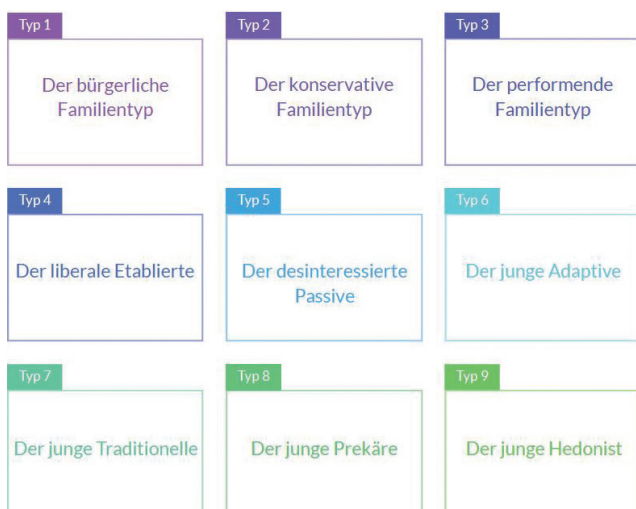 Typ 1
Typ 2
Typ 3
Der bürgerliche
Familientyp
Der konservative
Familientyp
Der performende
Familientyp
Typ 4
Typ 5
Typ 6
Der liberale Etablierte
Der desinteressierte
Passive
Der junge Adaptive
Typ 7
Typ 8
Typ 9
Der junge Traditionelle
Der junge Prekäre
Der junge Hedonist